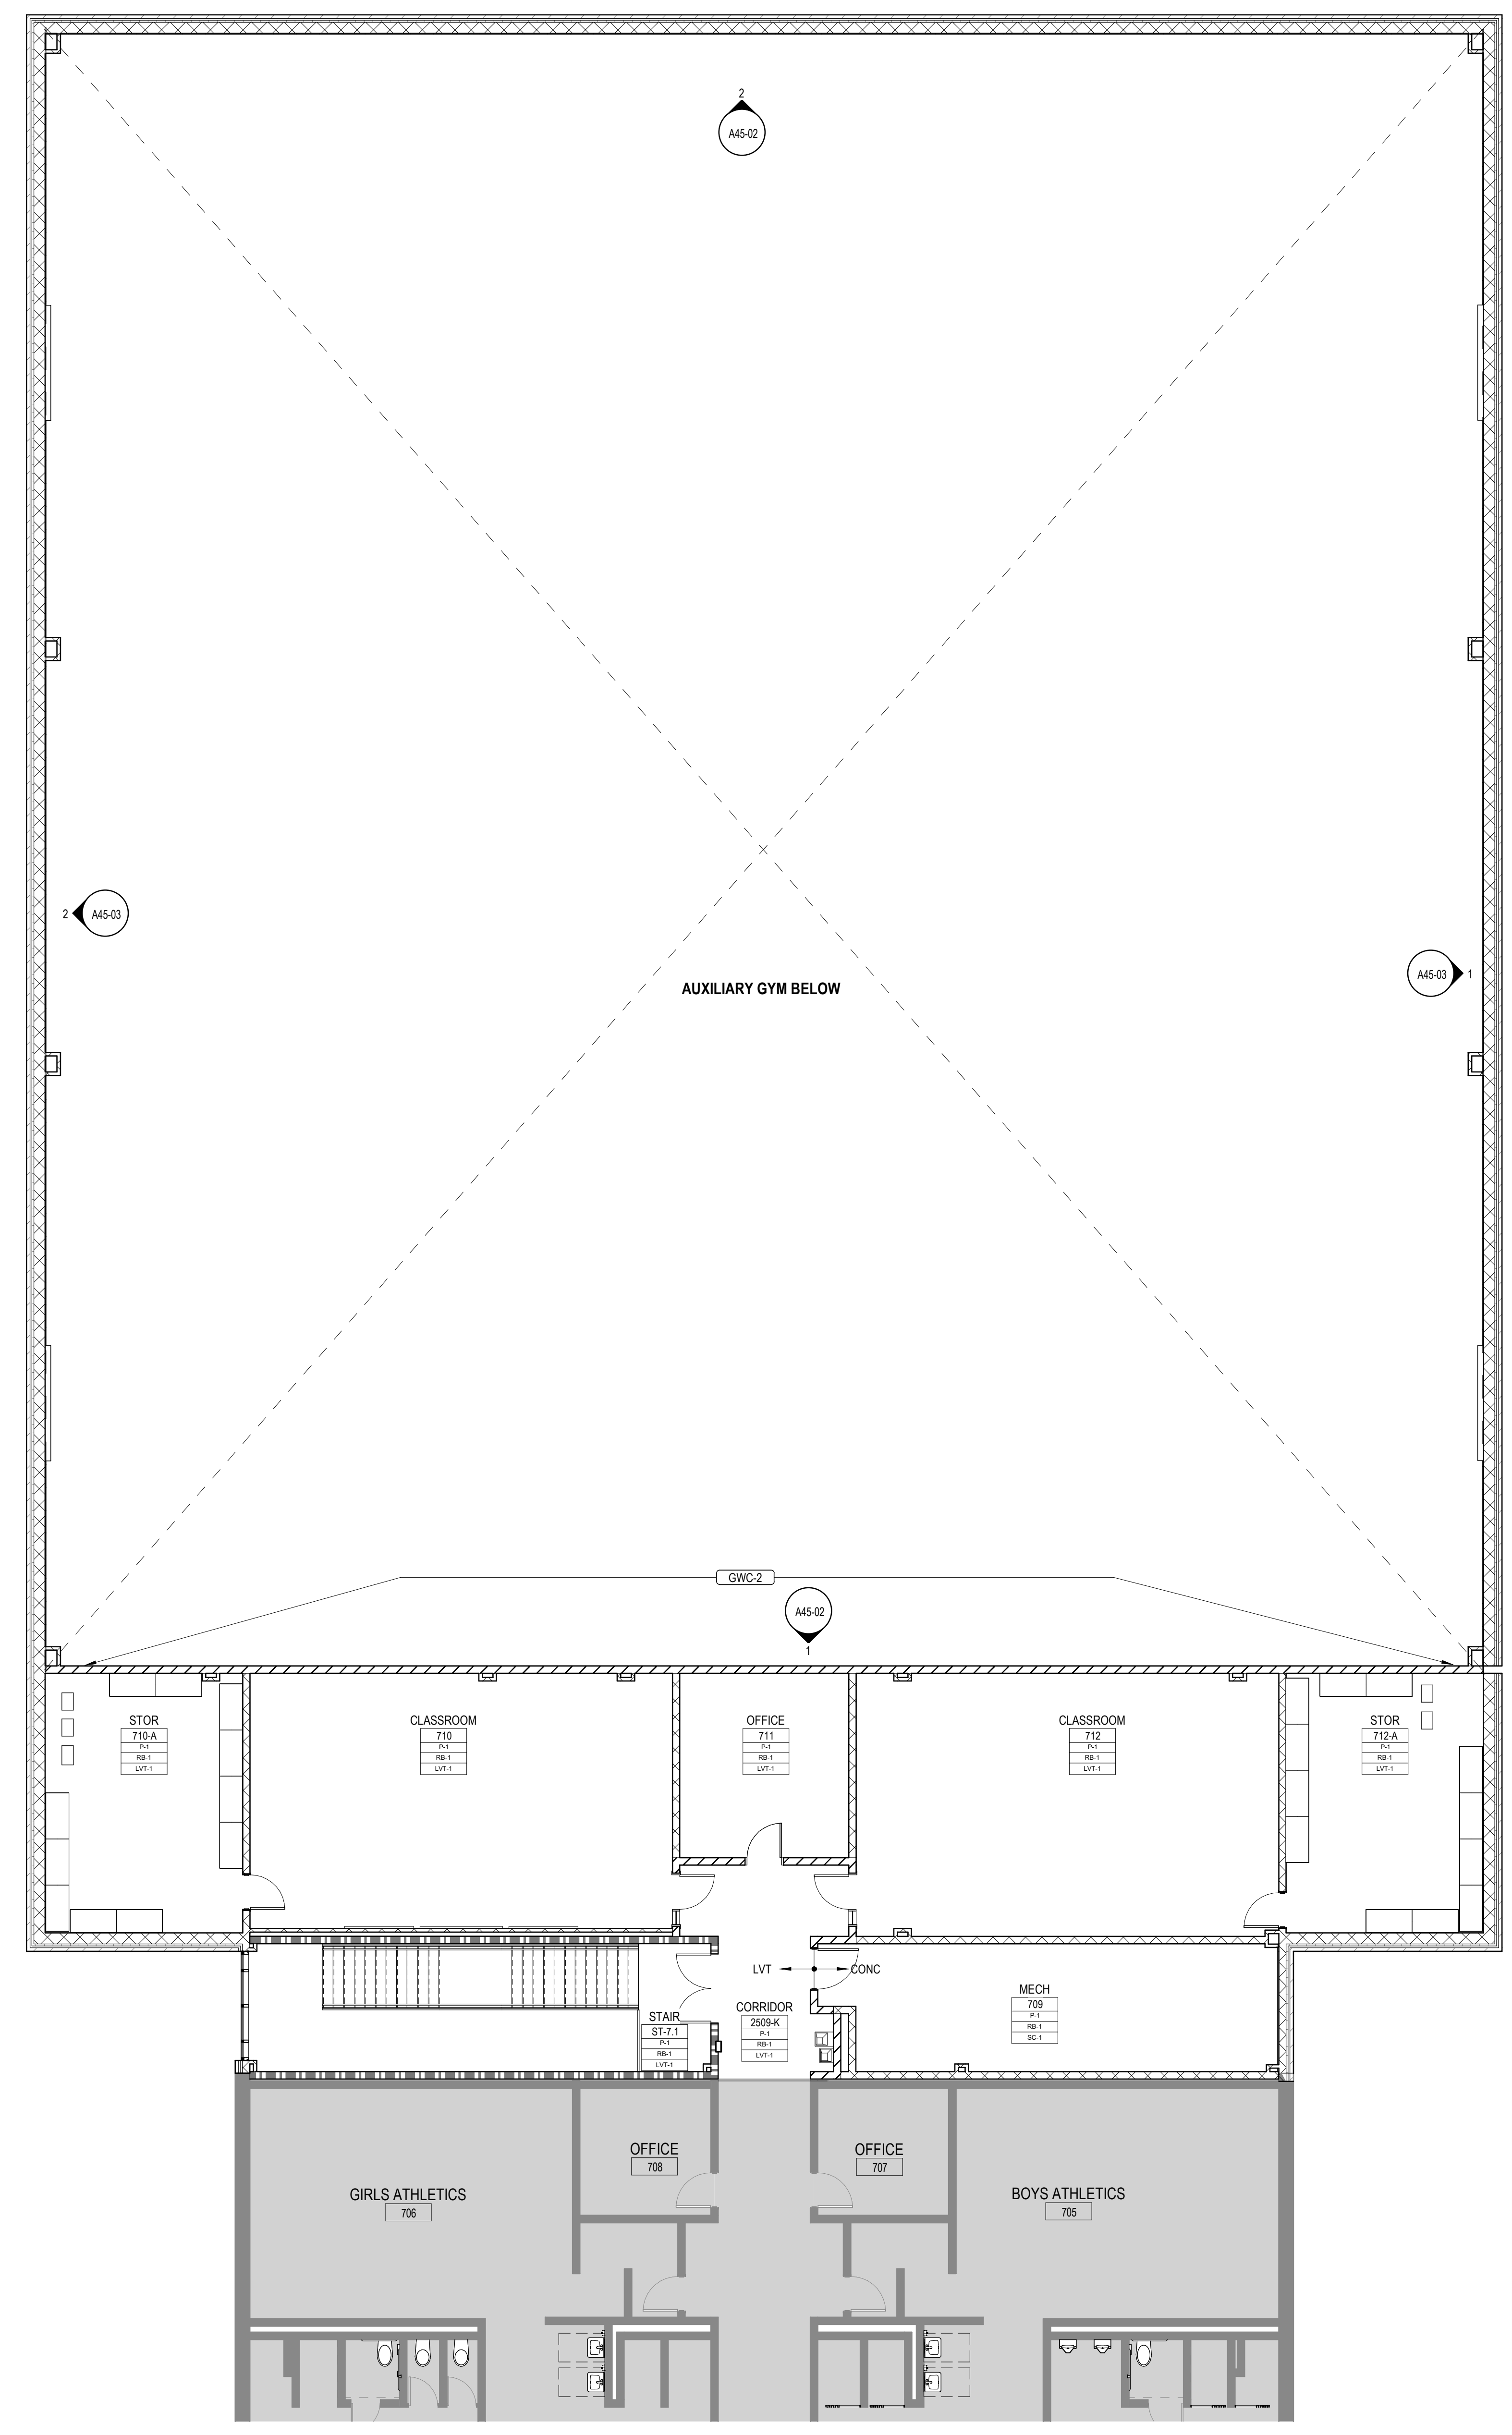 2
A45-02
2
A45-03
A45-03
1
AUXILIARY GYM BELOW
GWC-2
A45-02
1
STOR
710-A
P-1
RB-1
LVT-1
CLASSROOM
710
P-1
RB-1
LVT-1
OFFICE
711
P-1
RB-1
LVT-1
CLASSROOM
712
P-1
RB-1
LVT-1
STOR
712-A
P-1
RB-1
LVT-1
LVT
CONC
STAIR
ST-7.1
P-1
RB-1
LVT-1
CORRIDOR
2509-K
P-1
RB-1
LVT-1
MECH
709
P-1
RB-1
SC-1
OFFICE
708
OFFICE
707
GIRLS ATHLETICS
706
BOYS ATHLETICS
705